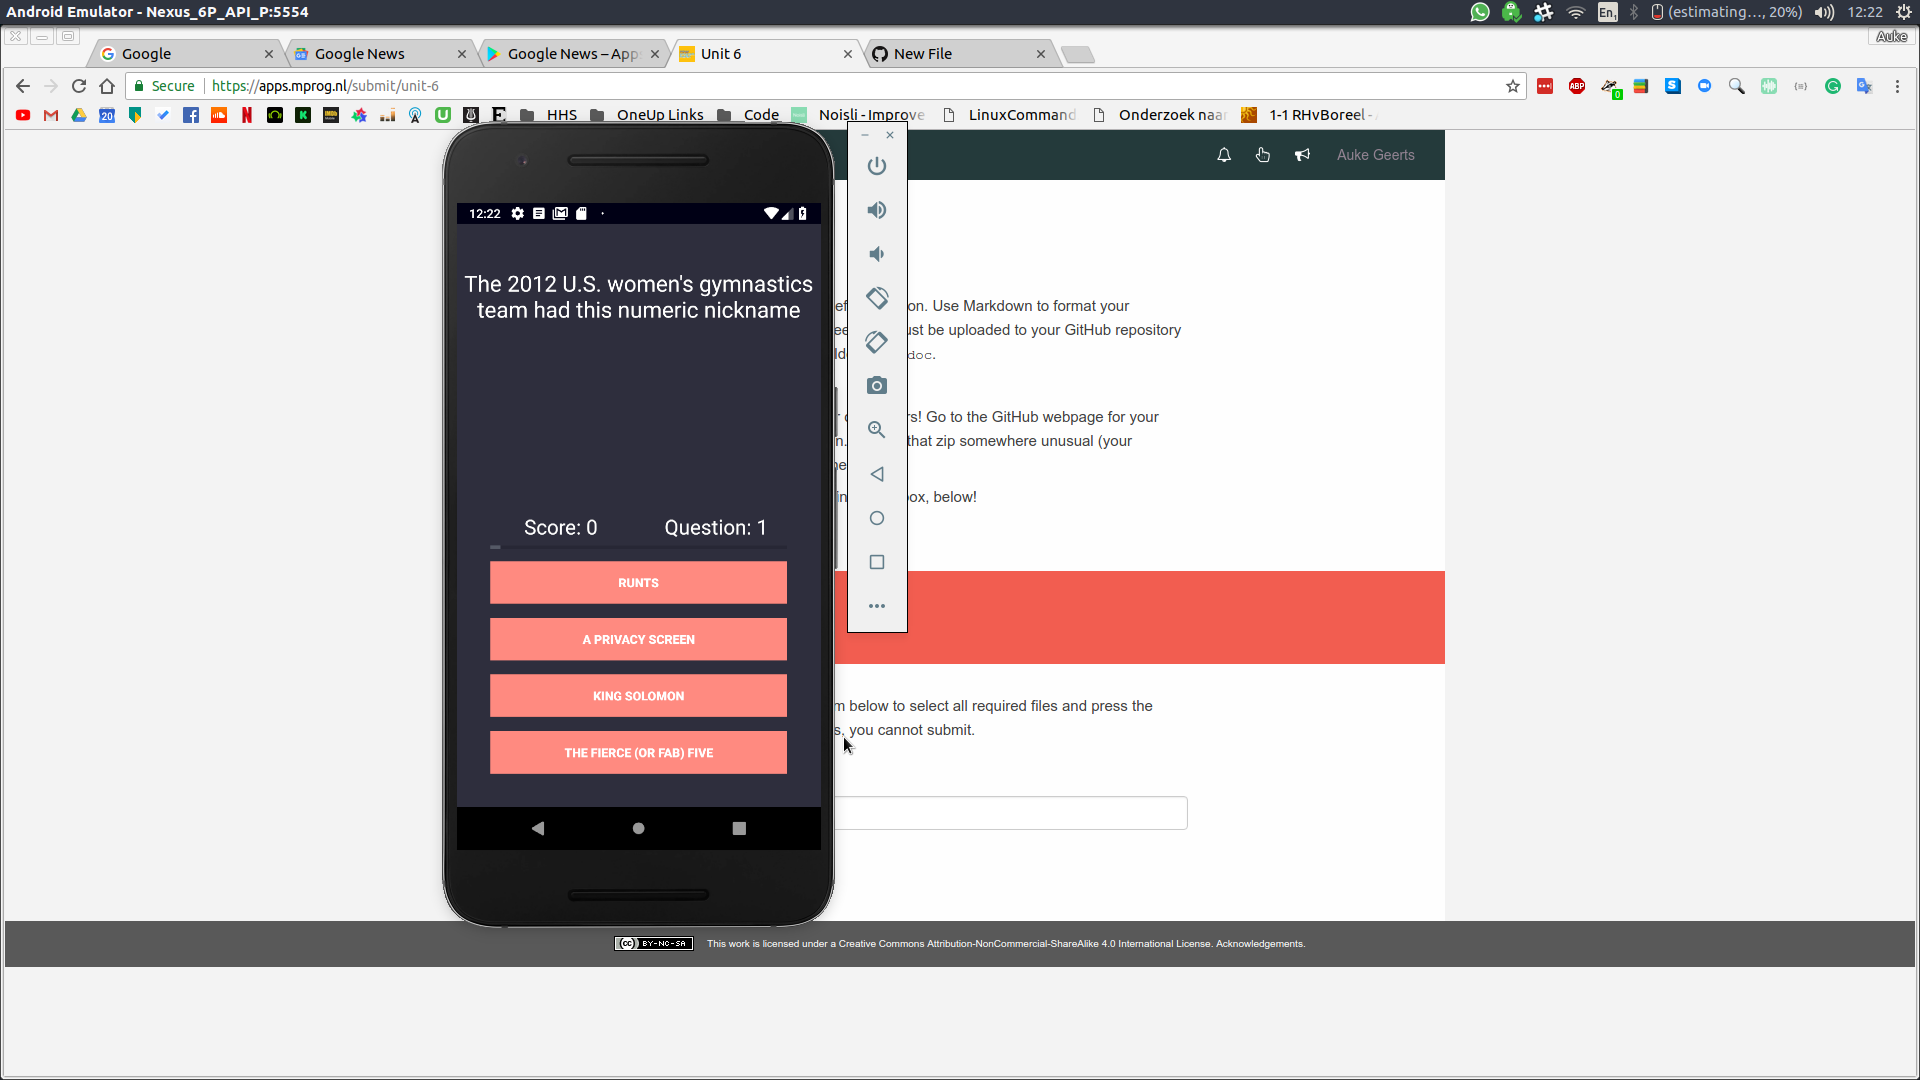 Android Emulator - Nexus_6P_API_P:5554
En,
(estimating..., 20%)
12:22
Google
Google News
Google News – Apps
Unit 6
New File
Auke
Secure
https://apps.mprog.nl/submit/unit-6
HHS
OneUp Links
Code
Noisli - Improve
LinuxCommand
Onderzoek naar
1-1 RHvBoreel -
Auke Geerts
12:22
The 2012 U.S. women's gymnastics
team had this numeric nickname
Score: 0
Question: 1
RUNTS
A PRIVACY SCREEN
KING SOLOMON
THE FIERCE (OR FAB) FIVE
on. Use Markdown to format your
ust be uploaded to your GitHub repository
doc.
rs! Go to the GitHub webpage for your
that zip somewhere unusual (your
ox, below!
m below to select all required files and press the
s, you cannot submit.
(cc) BY-NC-SA
This work is licensed under a Creative Commons Attribution-NonCommercial-ShareAlike 4.0 International License. Acknowledgements.